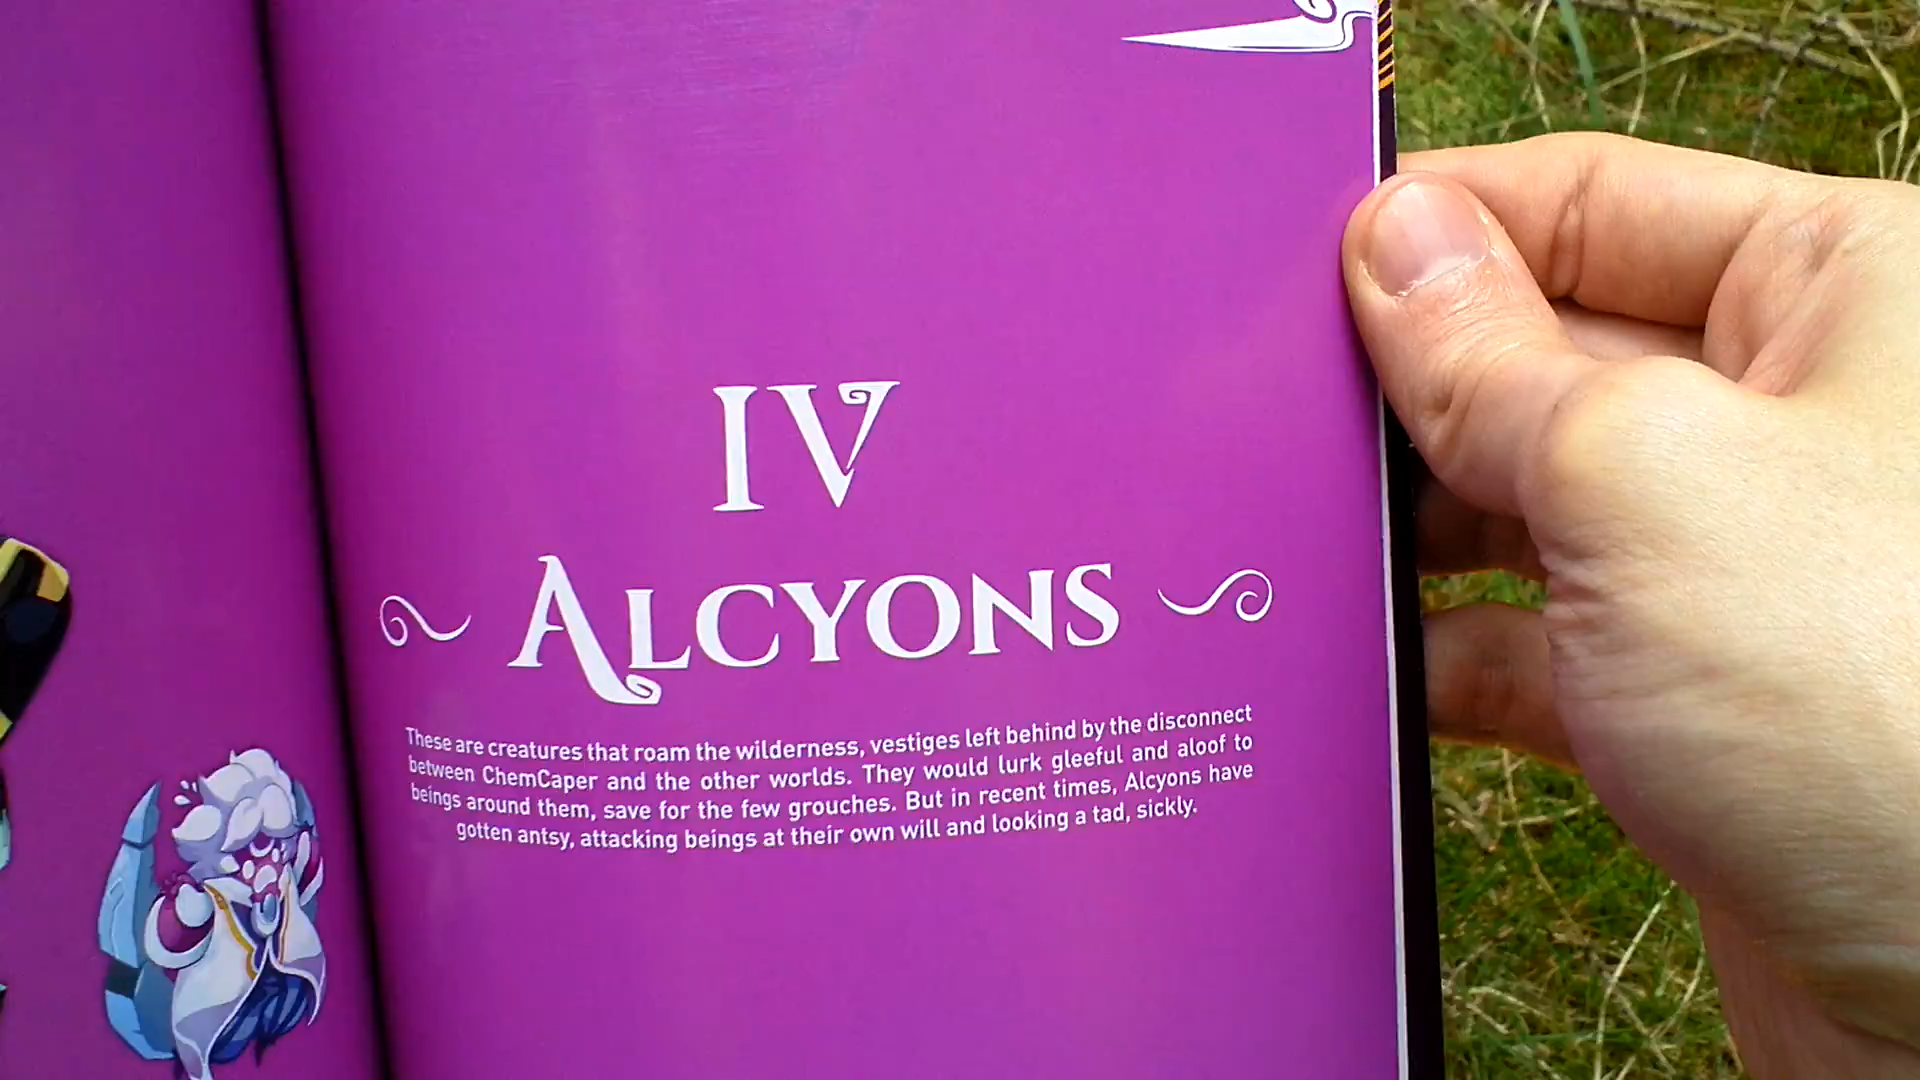 IV
ALCYONS
These are creatures that roam the wilderness, vestiges left behind by the disconnect
between ChemCaper and the other worlds. They would lurk gleeful and aloof to
beings around them, save for the few grouches. But in recent times, Alcyons have
gotten antsy, attacking beings at their own will and looking a tad, sickly.